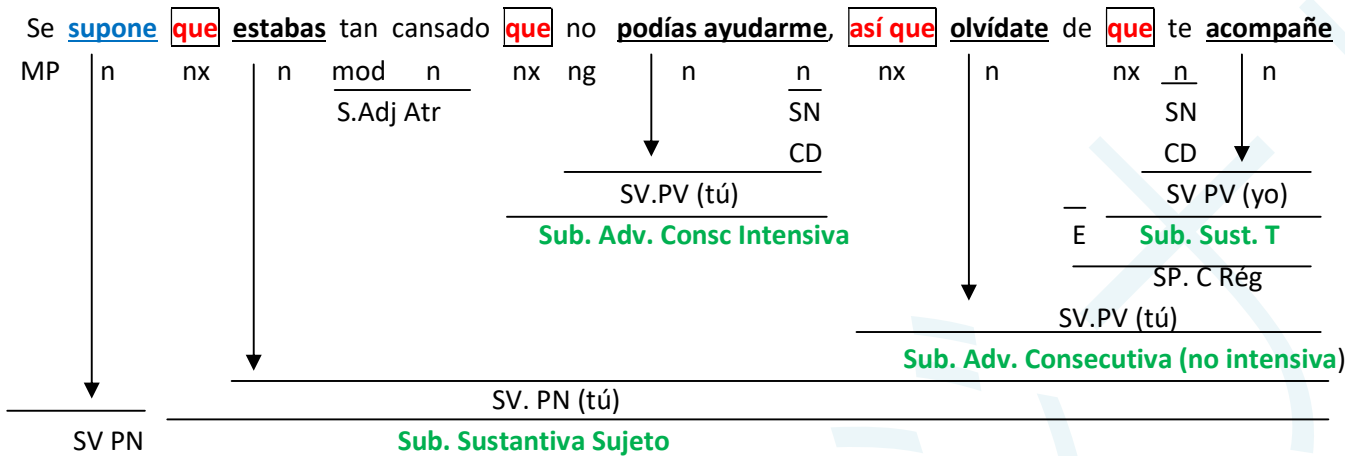 Se supone que estabas tan cansado que no podías ayudarme, así que olvídate de que te acompañe
MP n nx n mod n nx ng n n nx n nx n n
S.Adj Atr SN SN
CD CD
SV.PV (tú) SV PV (yo)
Sub. Adv. Consc Intensiva E Sub. Sust. T
SP. C Rég
SV.PV (tú)
Sub. Adv. Consecutiva (no intensiva)
SV. PN (tú)
SV PN Sub. Sustantiva Sujeto